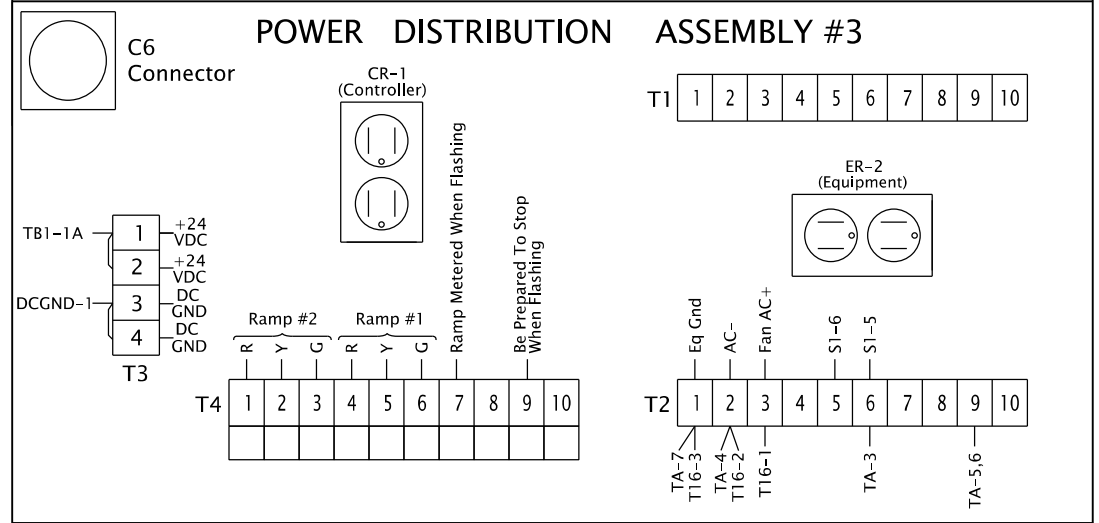 POWER DISTRIBUTION ASSEMBLY #3
C6
Connector
CR-1
(Controller)
T1 1 2 3 4 5 6 7 8 9 10
ER-2
(Equipment)
TB1-1A 1 +24
VDC
2 +24
VDC
DCGND-1 3 DC
GND
4 DC
GND
T3
Ramp #2 Ramp #1
R Y G R Y G
Ramp Metered When Flashing
Be Prepared To Stop
When Flashing
T4 1 2 3 4 5 6 7 8 9 10
Eq Gnd
AC-
Fan AC+
S1-6
S1-5
T2 1 2 3 4 5 6 7 8 9 10
TA-7
T16-3
TA-4
T16-2
T16-1
TA-3
TA-5,6